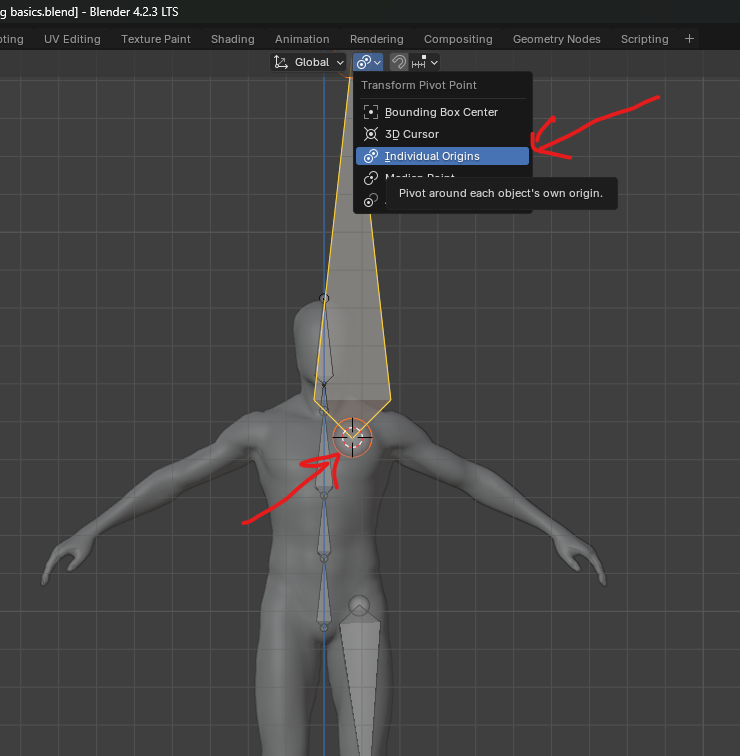 g basics.blend] - Blender 4.2.3 LTS
ting UV Editing Texture Paint Shading Animation Rendering Compositing Geometry Nodes Scripting +
Global
Transform Pivot Point
Bounding Box Center
3D Cursor
Individual Origins
Median Point
Pivot around each object's own origin.